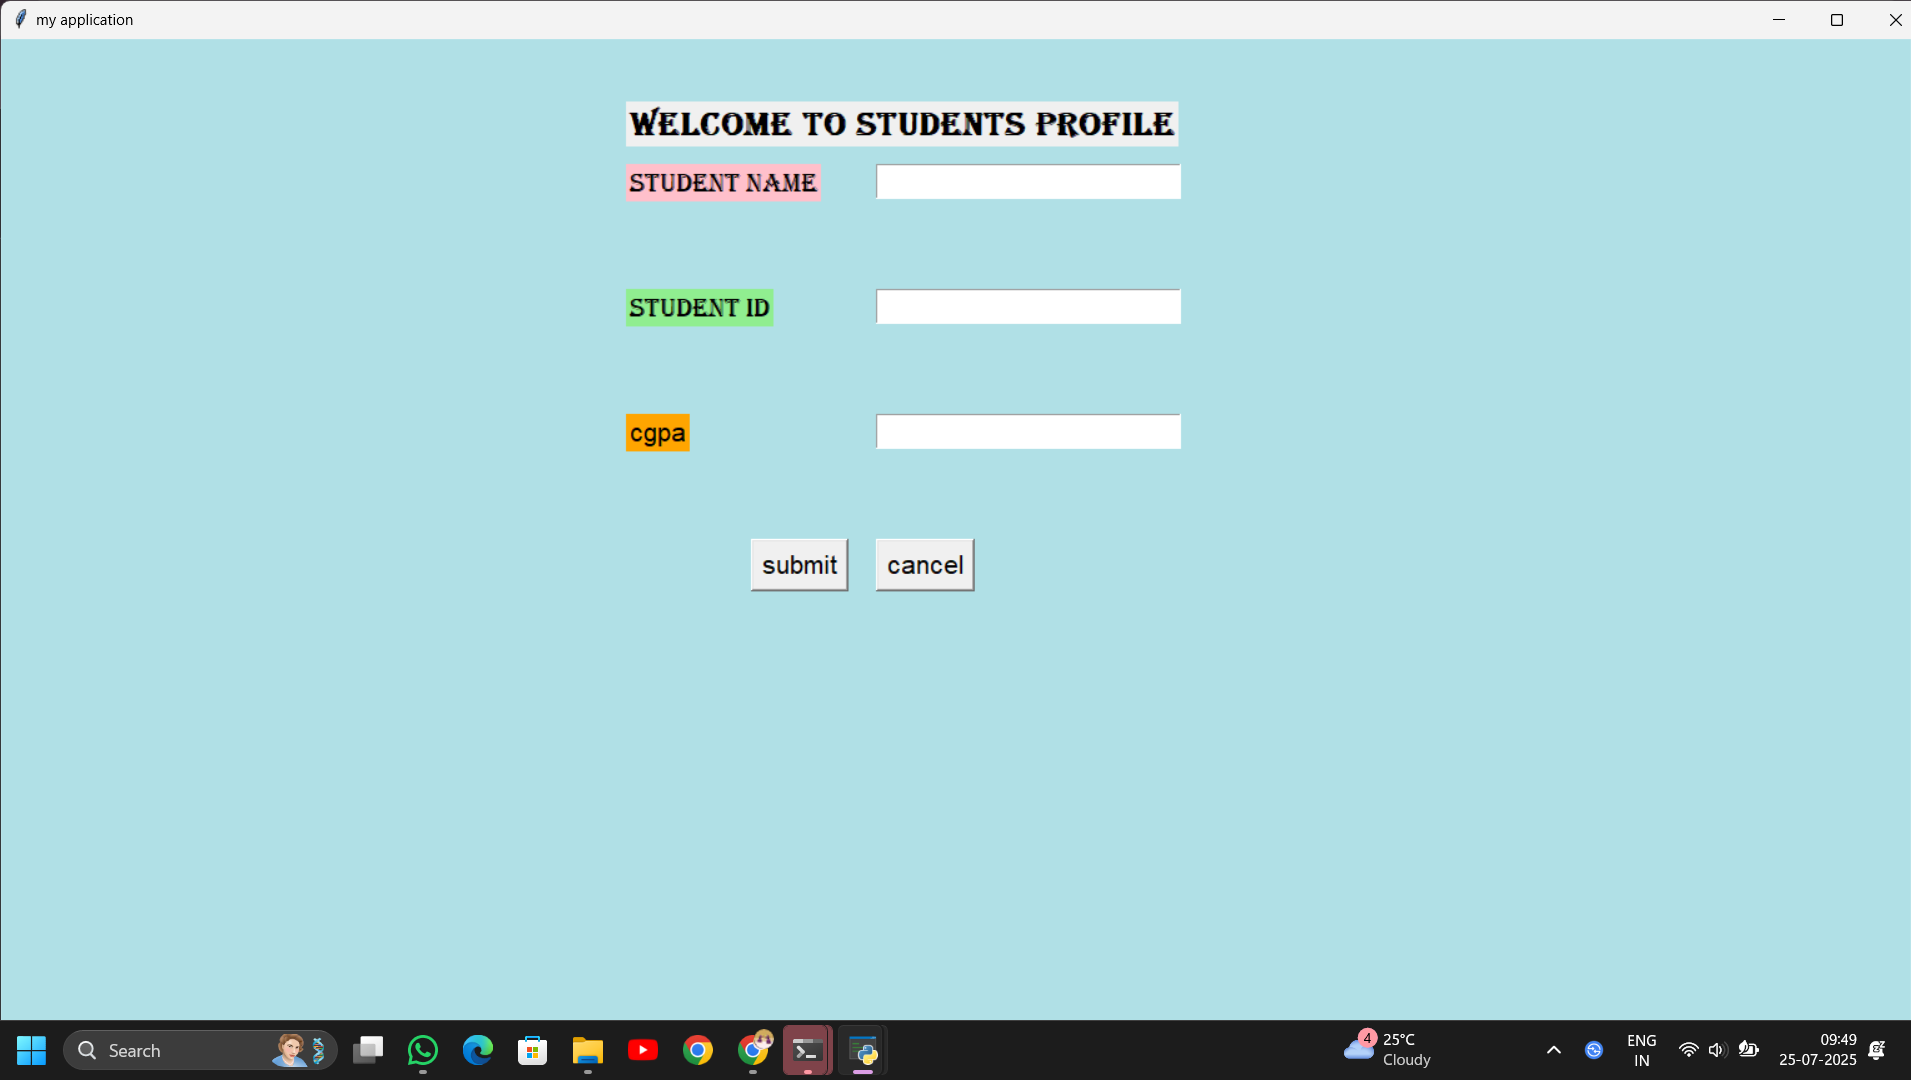 my application
WELCOME TO STUDENTS PROFILE
STUDENT NAME
STUDENT ID
cgpa
submit cancel
Search
4
25°C
Cloudy
ENG
IN
09:49
25-07-2025